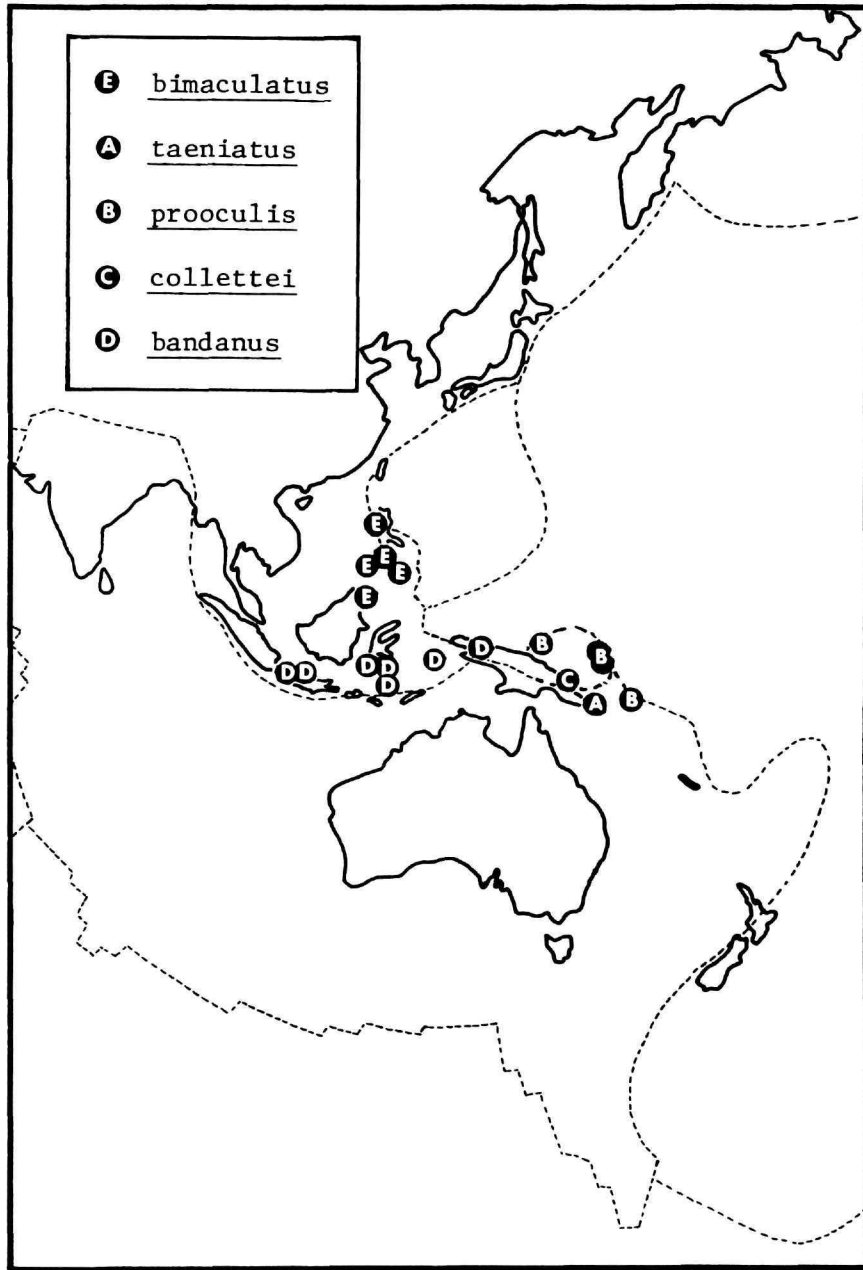 E bimaculatus
A taeniatus
B prooculis
C collettei
D bandanus
E
E
E E
E
D B B
D D D D D C
D A B